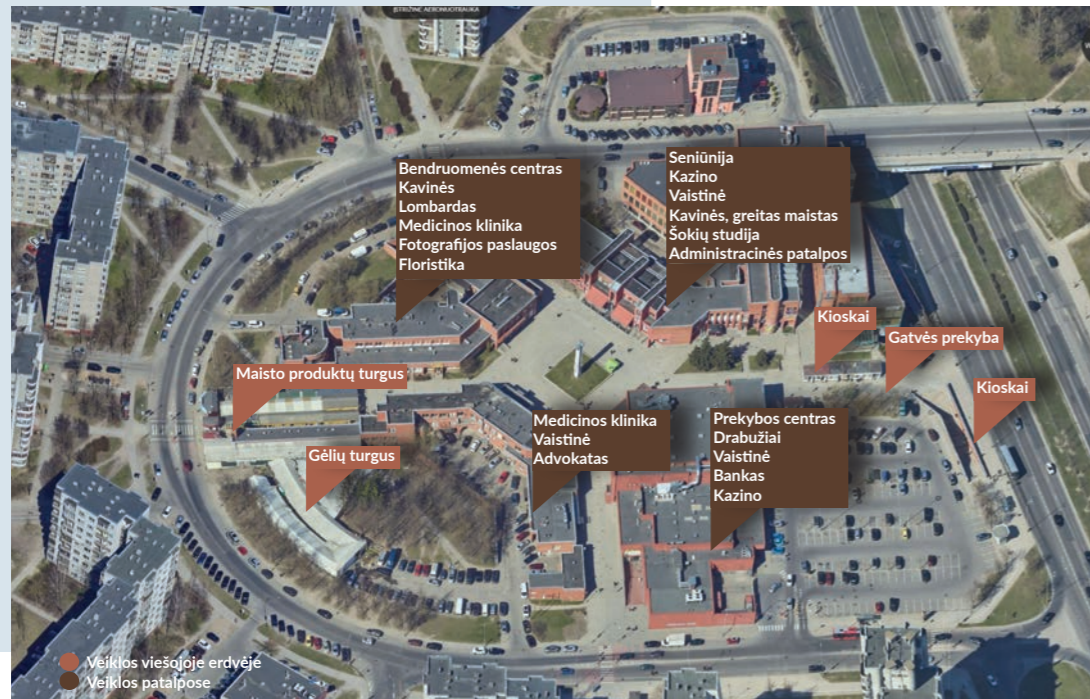 ĮSTRIŽINĖ AERONUOTRAUKA
Bendruomenės centras
Kavinės
Lombardas
Medicinos klinika
Fotografijos paslaugos
Floristika
Seniūnija
Kazino
Vaistinė
Kavinės, greitas maistas
Šokių studija
Administracinės patalpos
Kioskai
Gatvės prekyba
Kioskai
Maisto produktų turgus
Gėlių turgus
Medicinos klinika
Vaistinė
Advokatas
Prekybos centras
Drabužiai
Vaistinė
Bankas
Kazino
Veiklos viešojoje erdvėje
Veiklos patalpose